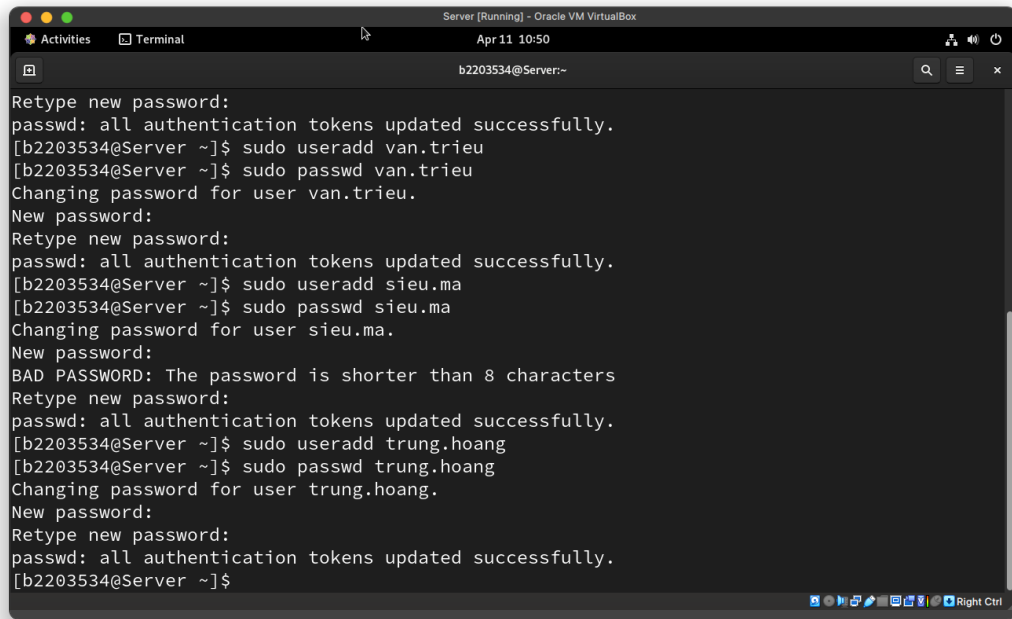 Server [Running] - Oracle VM VirtualBox
Activities Terminal Apr 11 10:50
b2203534@Server:~
Retype new password:
passwd: all authentication tokens updated successfully.
[b2203534@Server ~]$ sudo useradd van.trieu
[b2203534@Server ~]$ sudo passwd van.trieu
Changing password for user van.trieu.
New password:
Retype new password:
passwd: all authentication tokens updated successfully.
[b2203534@Server ~]$ sudo useradd sieu.ma
[b2203534@Server ~]$ sudo passwd sieu.ma
Changing password for user sieu.ma.
New password:
BAD PASSWORD: The password is shorter than 8 characters
Retype new password:
passwd: all authentication tokens updated successfully.
[b2203534@Server ~]$ sudo useradd trung.hoang
[b2203534@Server ~]$ sudo passwd trung.hoang
Changing password for user trung.hoang.
New password:
Retype new password:
passwd: all authentication tokens updated successfully.
[b2203534@Server ~]$
Right Ctrl